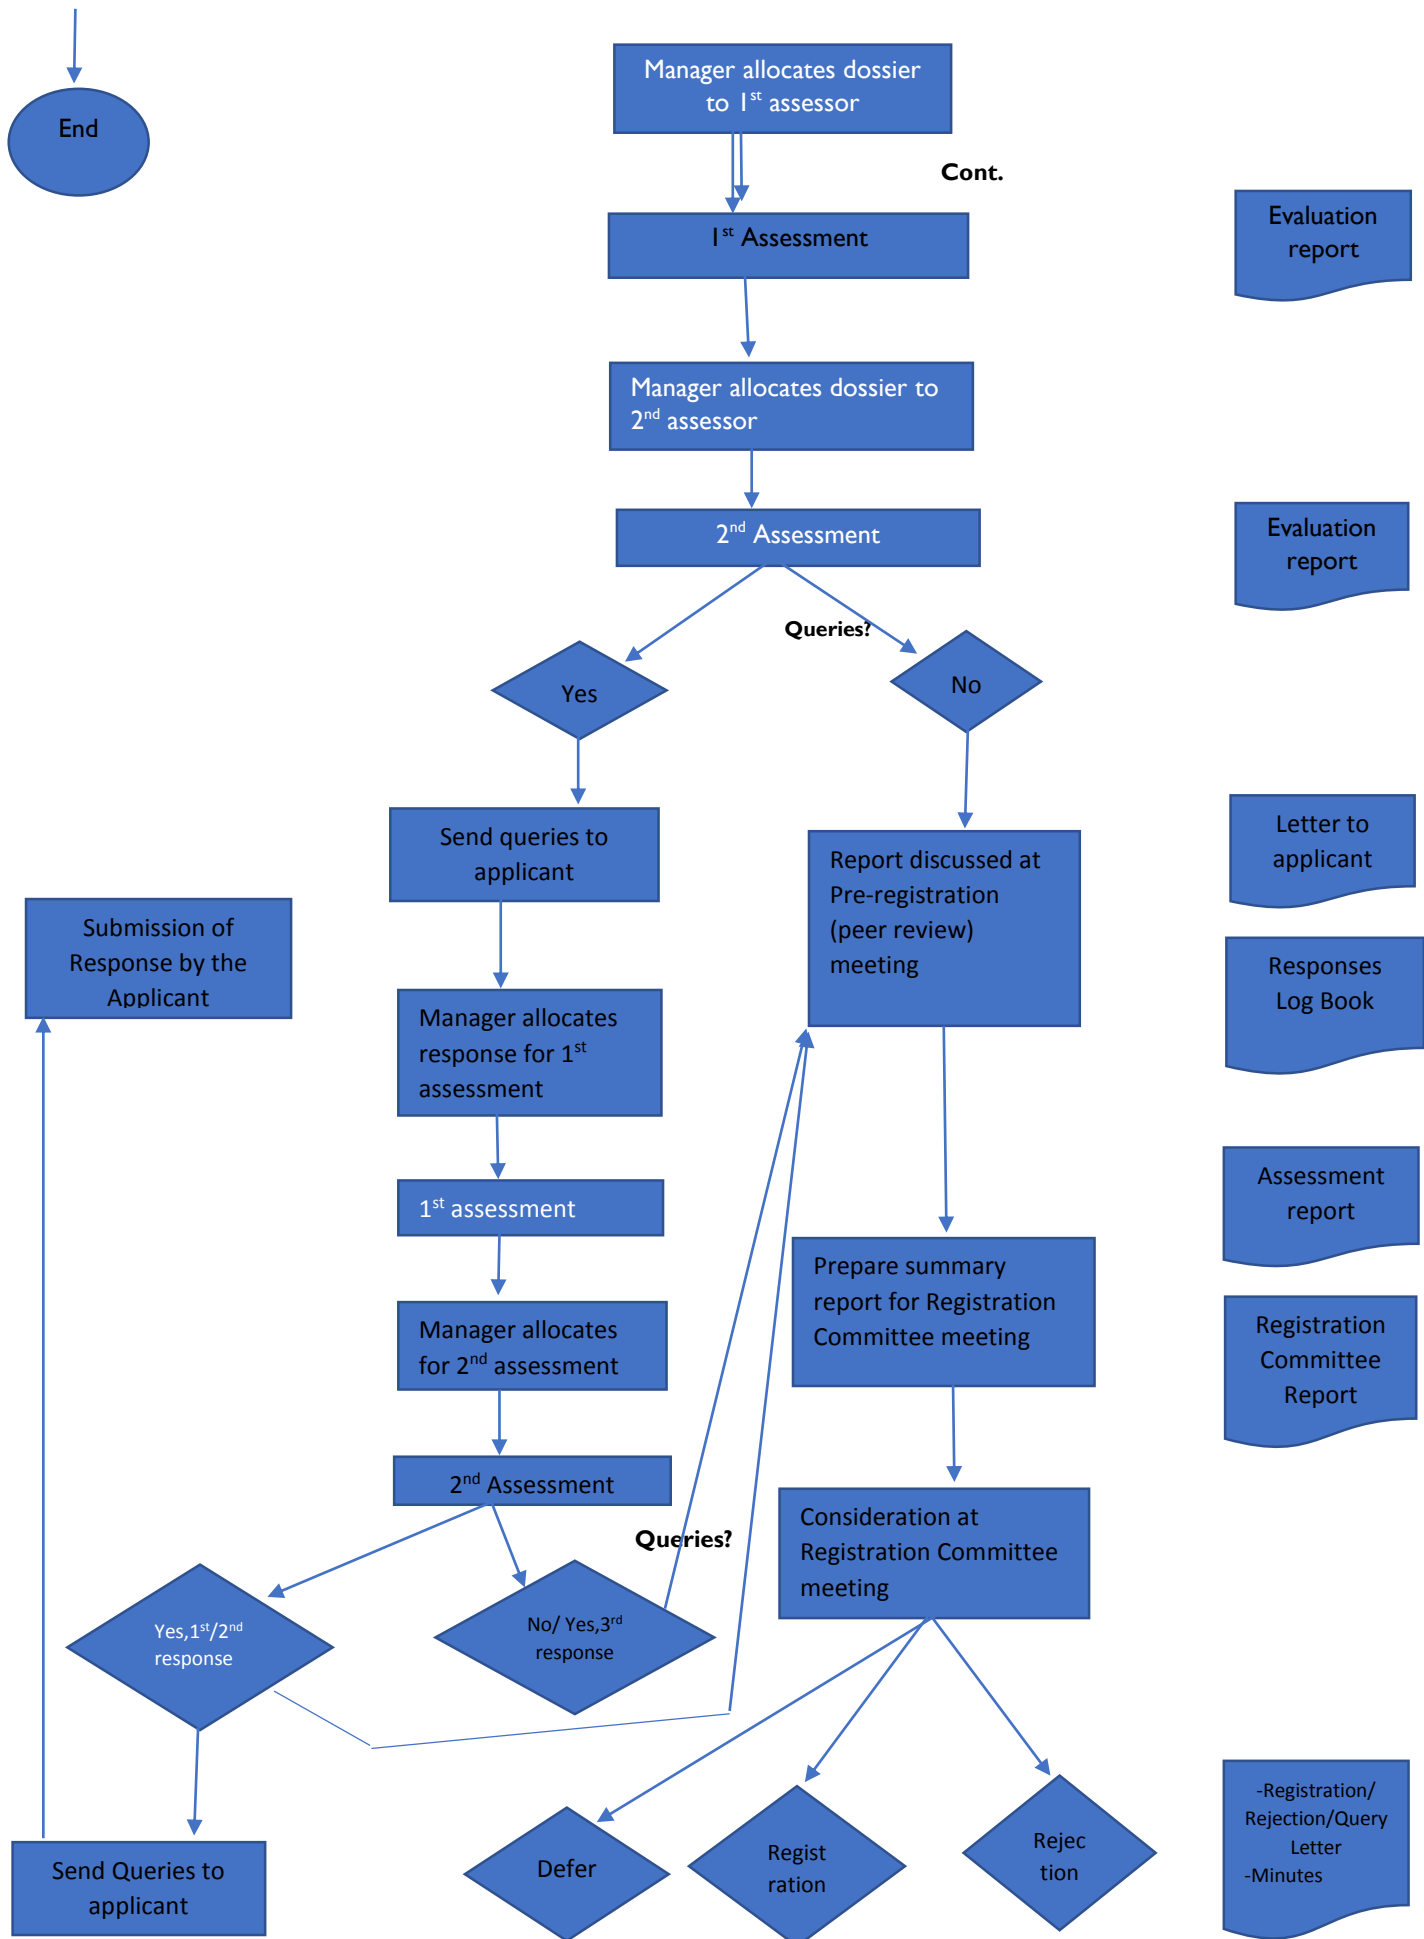 End
Manager allocates dossier
to 1st assessor
Cont.
1st Assessment
Evaluation
report
Manager allocates dossier to
2nd assessor
2nd Assessment
Evaluation
report
Queries?
Yes
No
Send queries to
applicant
Report discussed at
Pre-registration
(peer review)
meeting
Letter to
applicant
Submission of
Response by the
Applicant
Responses
Log Book
Manager allocates
response for 1st
assessment
1st assessment
Assessment
report
Manager allocates
for 2nd assessment
Prepare summary
report for Registration
Committee meeting
Registration
Committee
Report
2nd Assessment
Queries?
Consideration at
Registration Committee
meeting
Yes,1st/2nd
response
No/ Yes,3rd
response
Send Queries to
applicant
Defer
Regist
ration
Rejec
tion
-Registration/
Rejection/Query
Letter
-Minutes